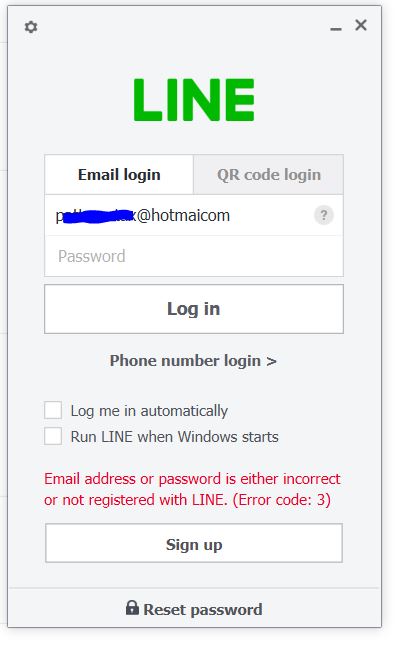 LINE
Email login QR code login
@hotmaicom ?
Password
Log in
Phone number login >
Log me in automatically
Run LINE when Windows starts
Email address or password is either incorrect
or not registered with LINE. (Error code: 3)
Sign up
Reset password